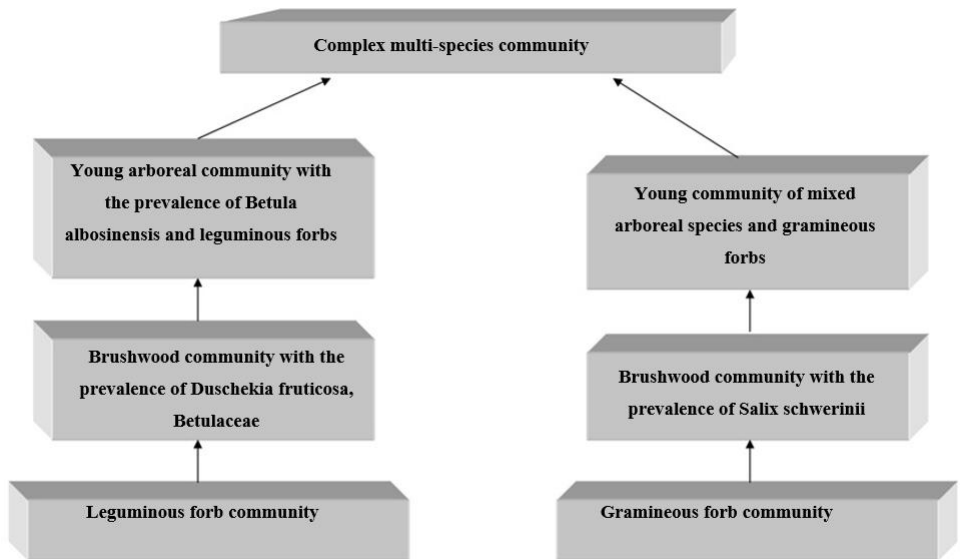 Complex multi-species community
Young arboreal community with
the prevalence of Betula
albosinensis and leguminous forbs
Young community of mixed
arboreal species and gramineous
forbs
Brushwood community with the
prevalence of Duschekia fruticosa,
Betulaceae
Brushwood community with the
prevalence of Salix schwerinii
Leguminous forb community
Gramineous forb community